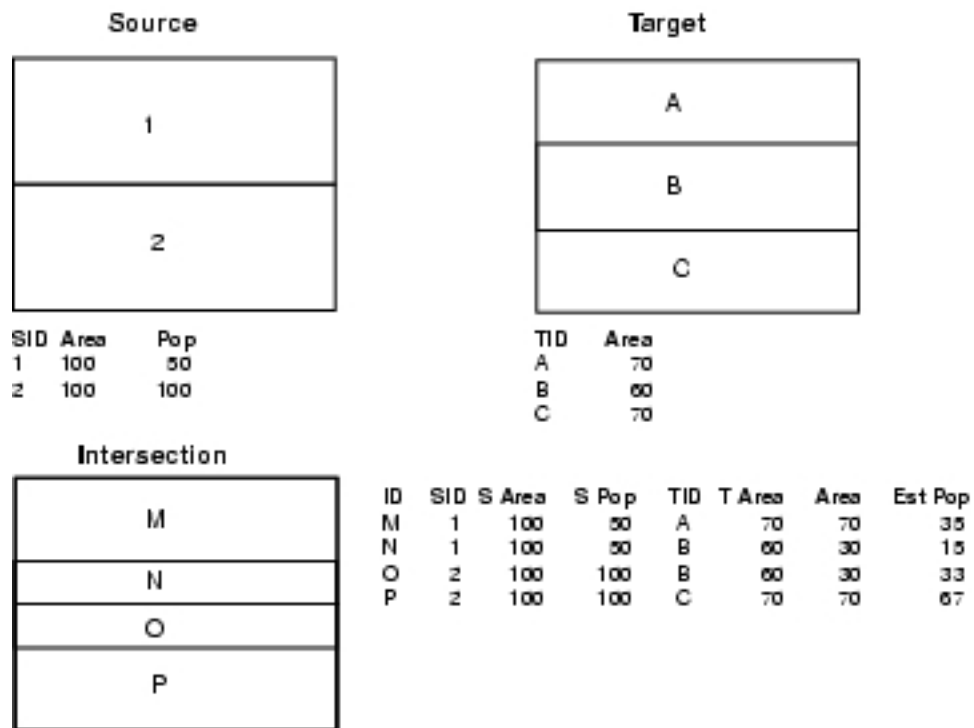 Source
1
2
SID Area Pop
1 100 50
2 100 100
Target
A
B
C
TID Area
A 70
B 60
C 70
Intersection
M
N
O
P
ID SID S Area S Pop TID T Area Area Est Pop
M 1 100 50 A 70 70 35
N 1 100 50 B 60 30 15
O 2 100 100 B 60 30 33
P 2 100 100 C 70 70 67